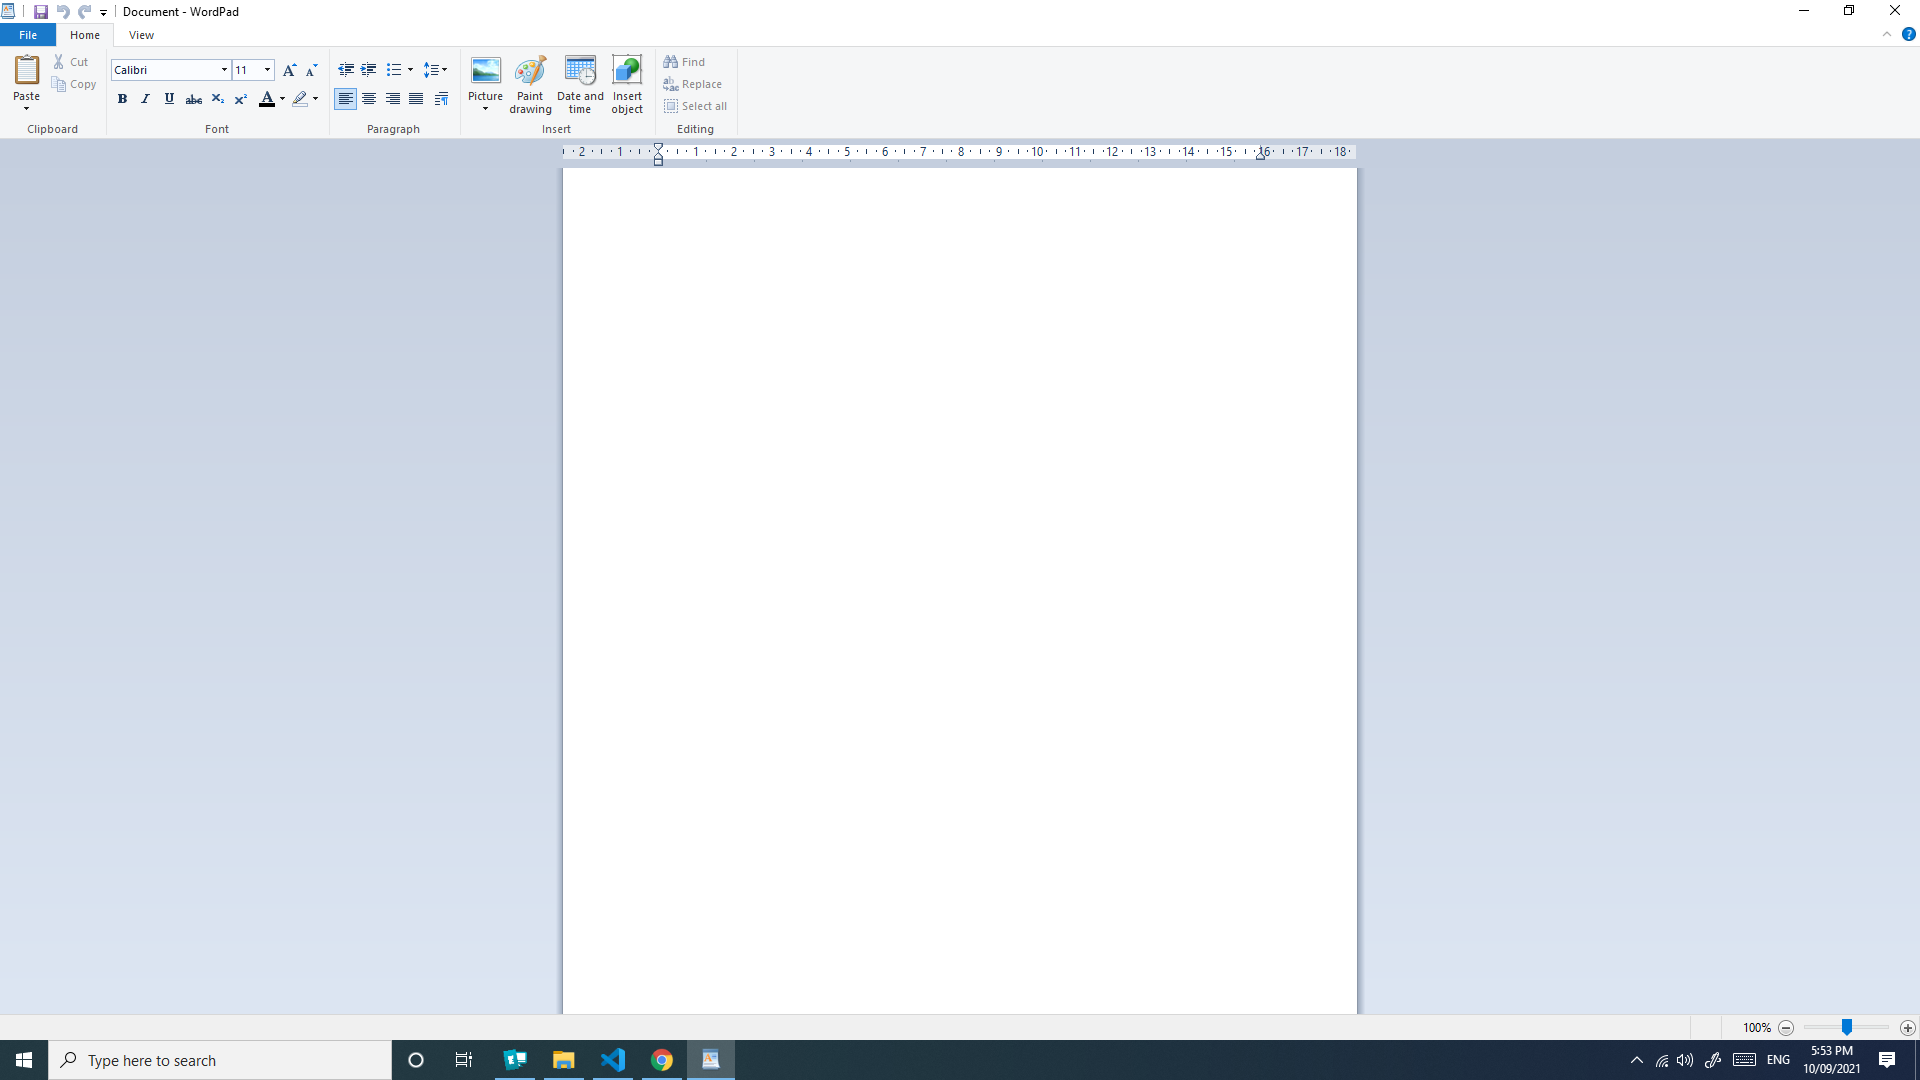 Document - WordPad
File Home View
Paste
Cut
Copy
Clipboard
Calibri 11
B I U abc X₂ X² A
Font
Paragraph
Picture
Paint drawing
Date and time
Insert object
Insert
Find
Replace
Select all
Editing
2 1 1 2 3 4 5 6 7 8 9 10 11 12 13 14 15 16 17 18
100%
Type here to search
ENG
5:53 PM
10/09/2021